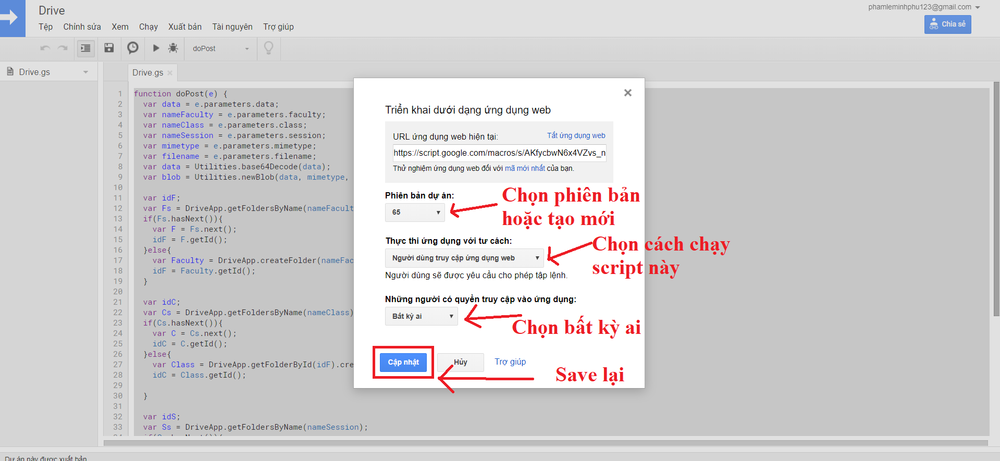 Drive
phamleminhphu123@gmail.com
Tệp Chỉnh sửa Xem Chạy Xuất bản Tài nguyên Trợ giúp
Chia sẻ
doPost
Drive.gs
Drive.gs
1 function doPost(e) {
2 var data = e.parameters.data;
3 var nameFaculty = e.parameters.faculty;
4 var nameClass = e.parameters.class;
5 var nameSession = e.parameters.session;
6 var mimetype = e.parameters.mimetype;
7 var filename = e.parameters.filename;
8 var data = Utilities.base64Decode(data);
9 var blob = Utilities.newBlob(data, mimetype,
10
11 var idF;
12 var Fs = DriveApp.getFoldersByName(nameFacult
13 if(Fs.hasNext()){
14 var F = Fs.next();
15 idF = F.getId();
16 }else{
17 var Faculty = DriveApp.createFolder(nameFac
18 idF = Faculty.getId();
19 }
20
21 var idC;
22 var Cs = DriveApp.getFoldersByName(nameClass)
23 if(Cs.hasNext()){
24 var C = Cs.next();
25 idC = C.getId();
26 }else{
27 var Class = DriveApp.getFolderById(idF).cre
28 idC = Class.getId();
29
30 }
31
32 var idS;
33 var Ss = DriveApp.getFoldersByName(nameSession);
Triển khai dưới dạng ứng dụng web
URL ứng dụng web hiện tại: Tắt ứng dụng web
https://script.google.com/macros/s/AKfycbwN6x4VZvs_n
Thử nghiệm ứng dụng web đối với mã mới nhất của bạn.
Phiên bản dự án:
65
Chọn phiên bản
hoặc tạo mới
Thực thi ứng dụng với tư cách:
Người dùng truy cập ứng dụng web
Người dùng sẽ được yêu cầu cho phép tập lệnh.
Chọn cách chạy
script này
Những người có quyền truy cập vào ứng dụng:
Bất kỳ ai
Chọn bất kỳ ai
Cập nhật Hủy Trợ giúp
Save lại
Dự án này được xuất bản